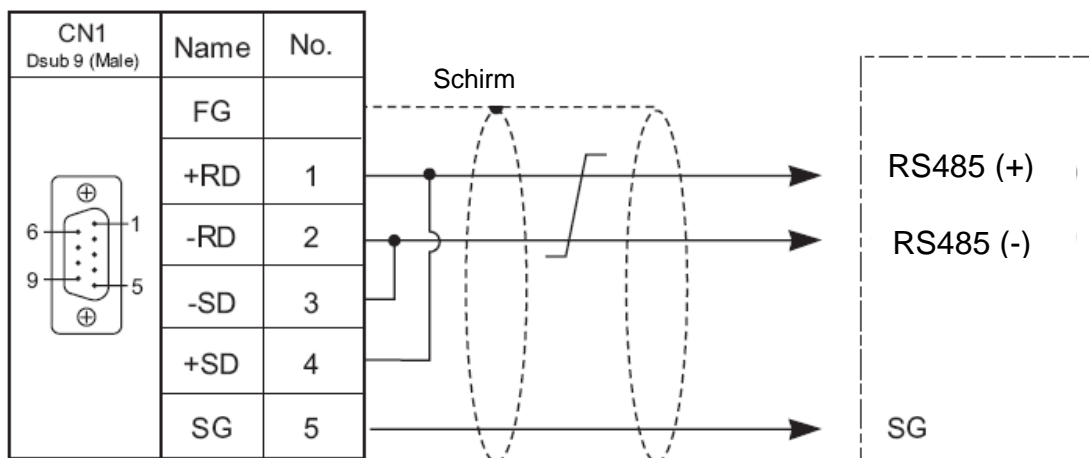 CN1
Dsub 9 (Male)
Name
No.
Schirm
FG
+RD
1
RS485 (+)
-RD
2
RS485 (-)
-SD
3
+SD
4
SG
5
SG
6
1
9
5